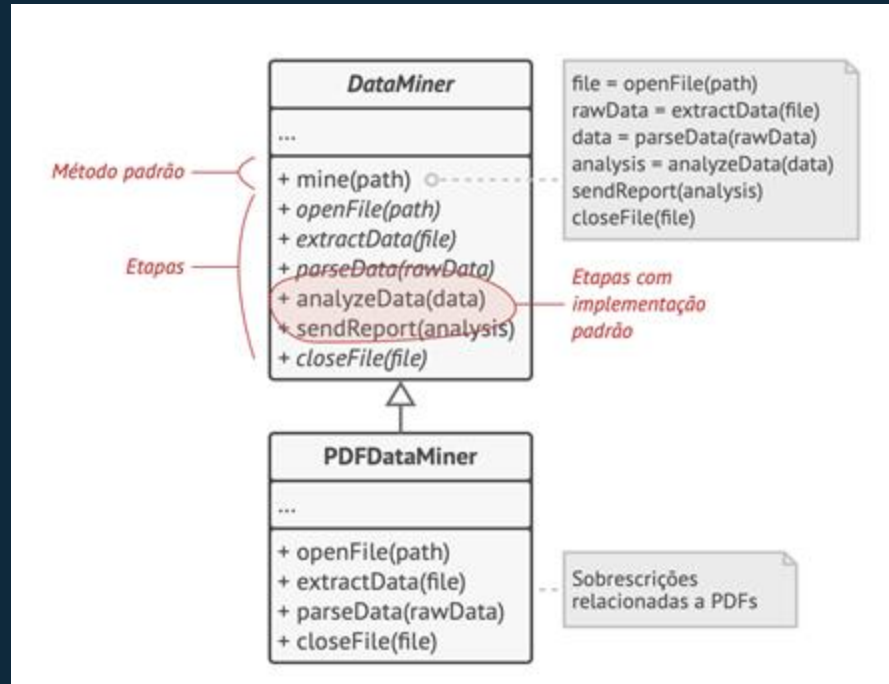 DataMiner
...
Método padrão
+ mine(path)
Etapas
+ openFile(path)
+ extractData(file)
+ parseData(rawData)
+ analyzeData(data)
+ sendReport(analysis)
+ closeFile(file)
file = openFile(path)
rawData = extractData(file)
data = parseData(rawData)
analysis = analyzeData(data)
sendReport(analysis)
closeFile(file)
Etapas com
implementação
padrão
PDFDataMiner
...
+ openFile(path)
+ extractData(file)
+ parseData(rawData)
+ closeFile(file)
Sobrescrições
relacionadas a PDFs